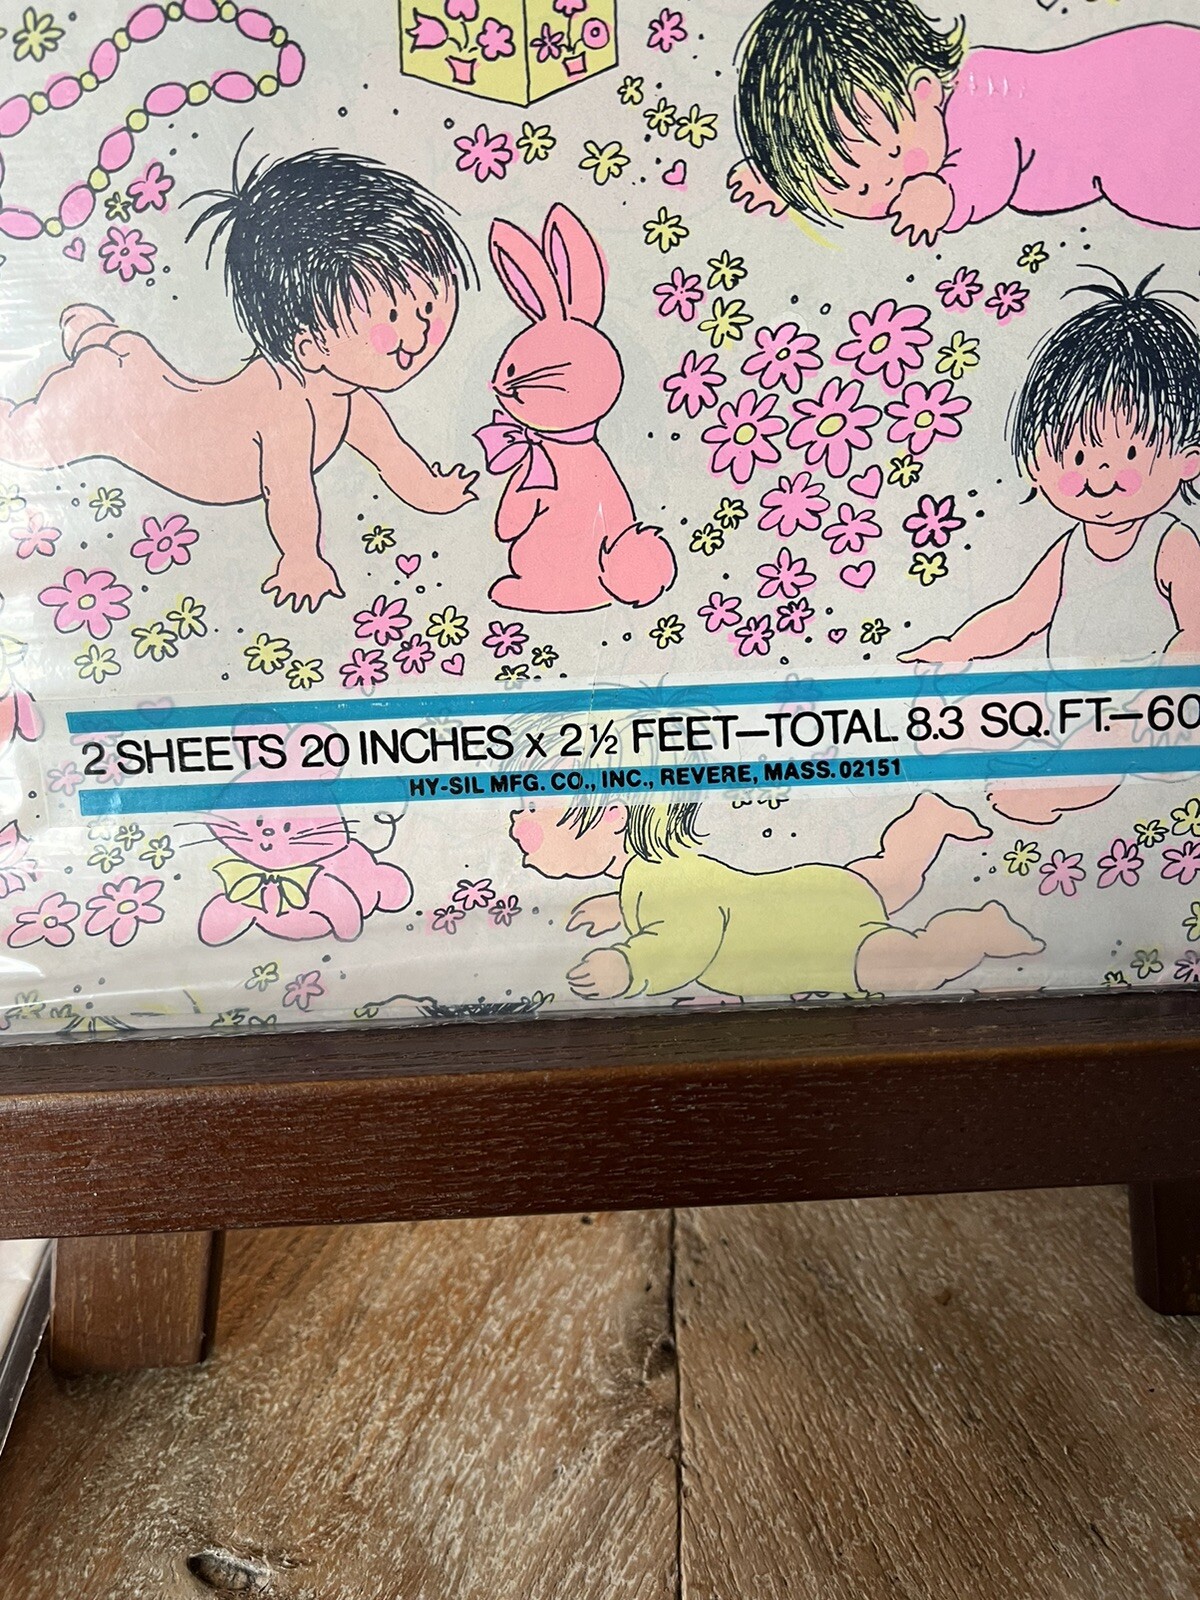 2 SHEETS 20 INCHES x 2½ FEET—TOTAL 8.3 SQ. FT.—60
HY-SIL MFG. CO., INC., REVERE, MASS. 02151